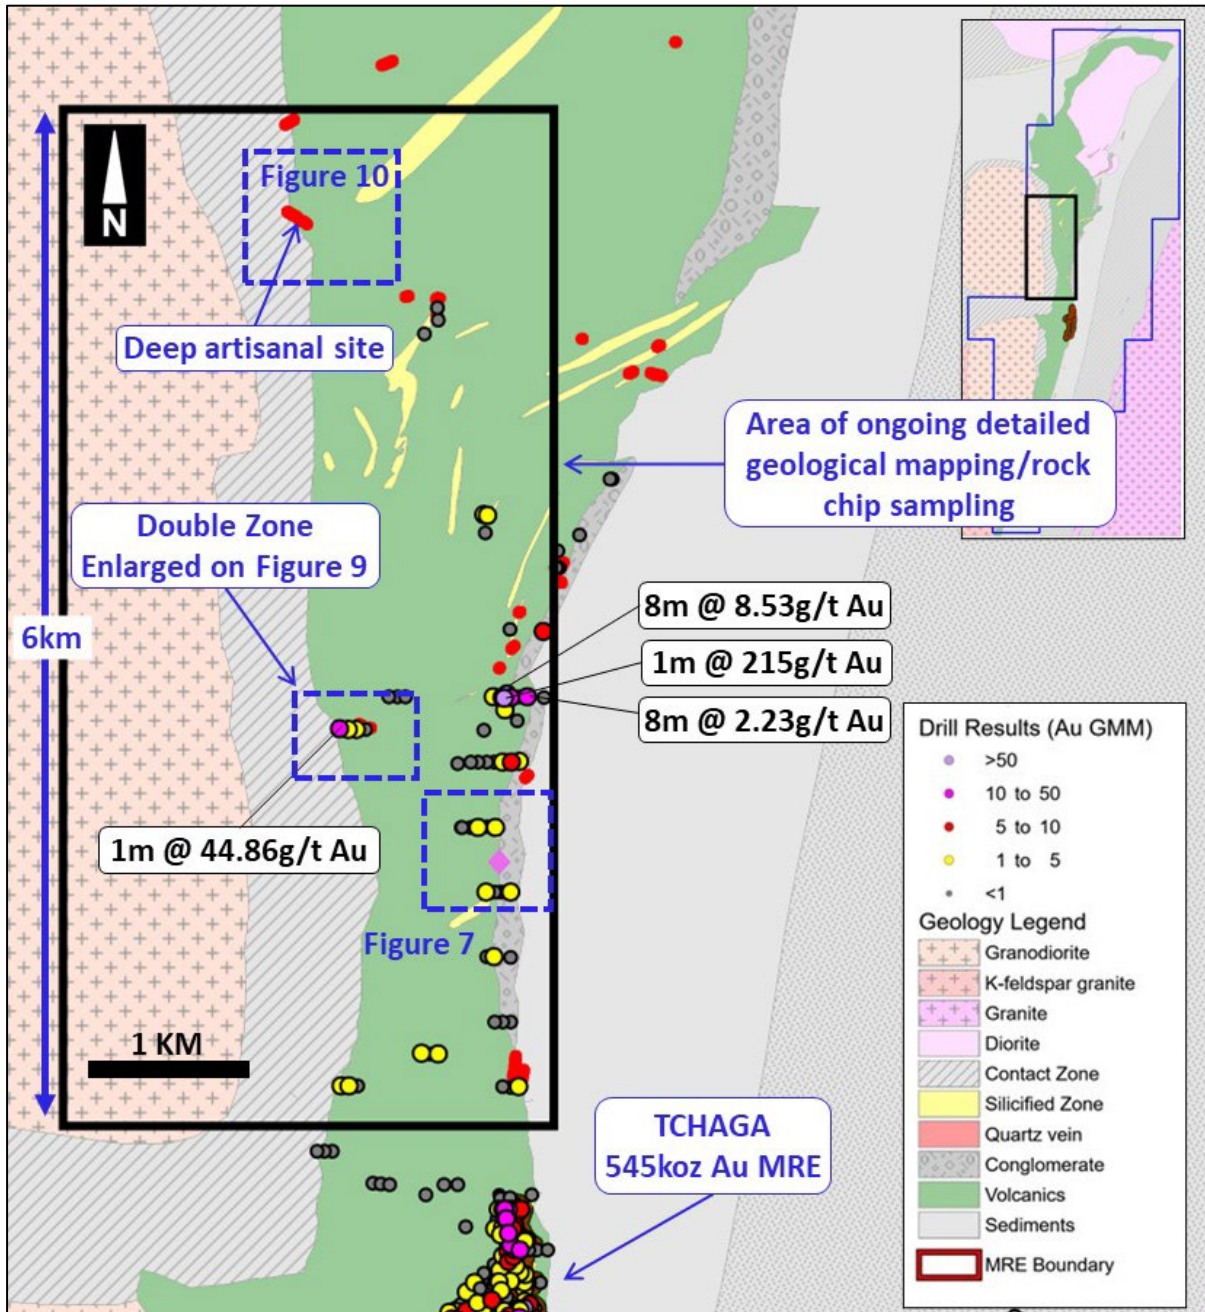 Figure 10
N
Deep artisanal site
Area of ongoing detailed
geological mapping/rock
chip sampling
Double Zone
Enlarged on Figure 9
6km
8m @ 8.53g/t Au
1m @ 215g/t Au
8m @ 2.23g/t Au
1m @ 44.86g/t Au
Figure 7
1 KM
TCHAGA
545koz Au MRE
Drill Results (Au GMM)
>50
10 to 50
5 to 10
1 to 5
<1
Geology Legend
Granodiorite
K-feldspar granite
Granite
Diorite
Contact Zone
Silicified Zone
Quartz vein
Conglomerate
Volcanics
Sediments
MRE Boundary